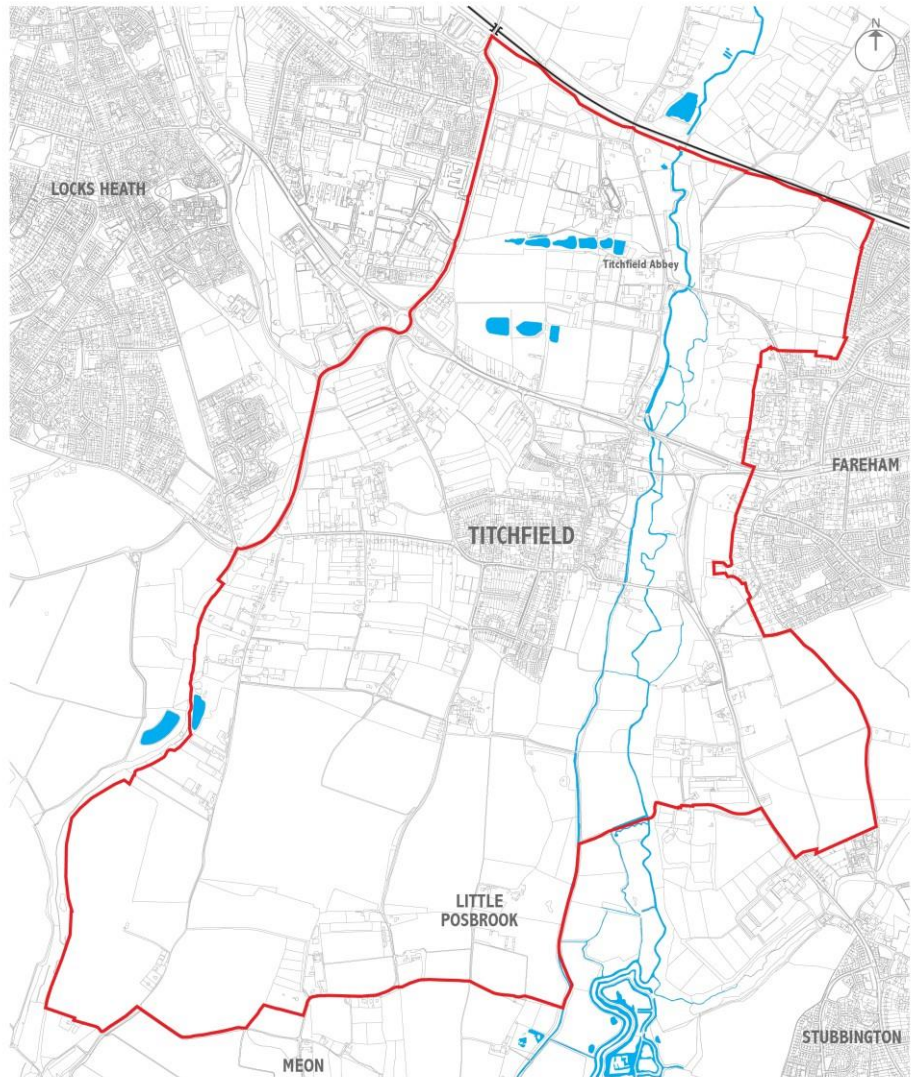 N
LOCKS HEATH
Titchfield Abbey
FAREHAM
TITCHFIELD
LITTLE
POSBROOK
STUBBINGTON
MEON